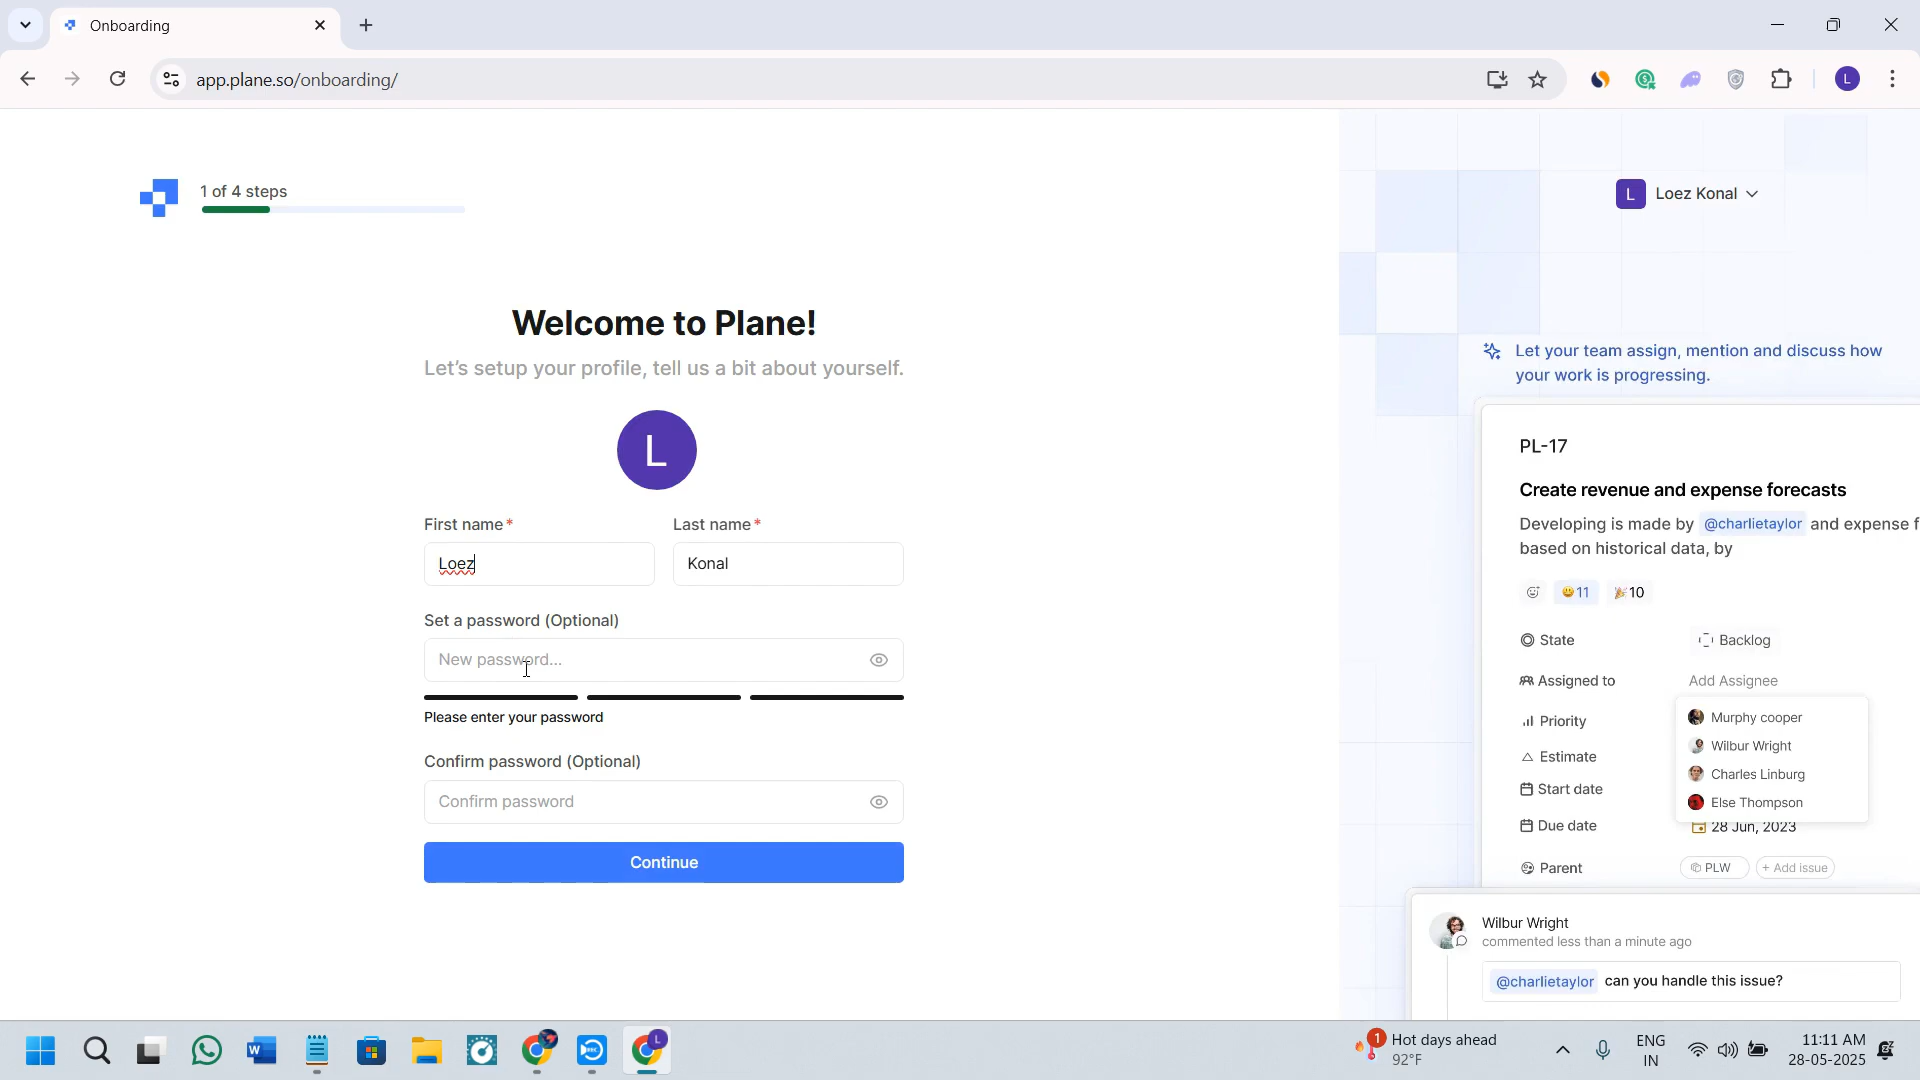 Onboarding
app.plane.so/onboarding/
L
1 of 4 steps
L Loez Konal
Welcome to Plane!
Let's setup your profile, tell us a bit about yourself.
L
First name*
Last name*
Loez
Konal
Set a password (Optional)
New password...
Please enter your password
Confirm password (Optional)
Confirm password
Continue
Let your team assign, mention and discuss how
your work is progressing.
PL-17
Create revenue and expense forecasts
Developing is made by @charlietaylor and expense f
based on historical data, by
11
10
State
Backlog
Assigned to
Add Assignee
Murphy cooper
Priority
Wilbur Wright
Estimate
Charles Linburg
Start date
Else Thompson
Due date
28 Jun, 2023
Parent
PLW
+ Add issue
Wilbur Wright
commented less than a minute ago
@charlietaylor can you handle this issue?
W
REC
L
1
Hot days ahead
92°F
ENG
IN
11:11 AM
28-05-2025